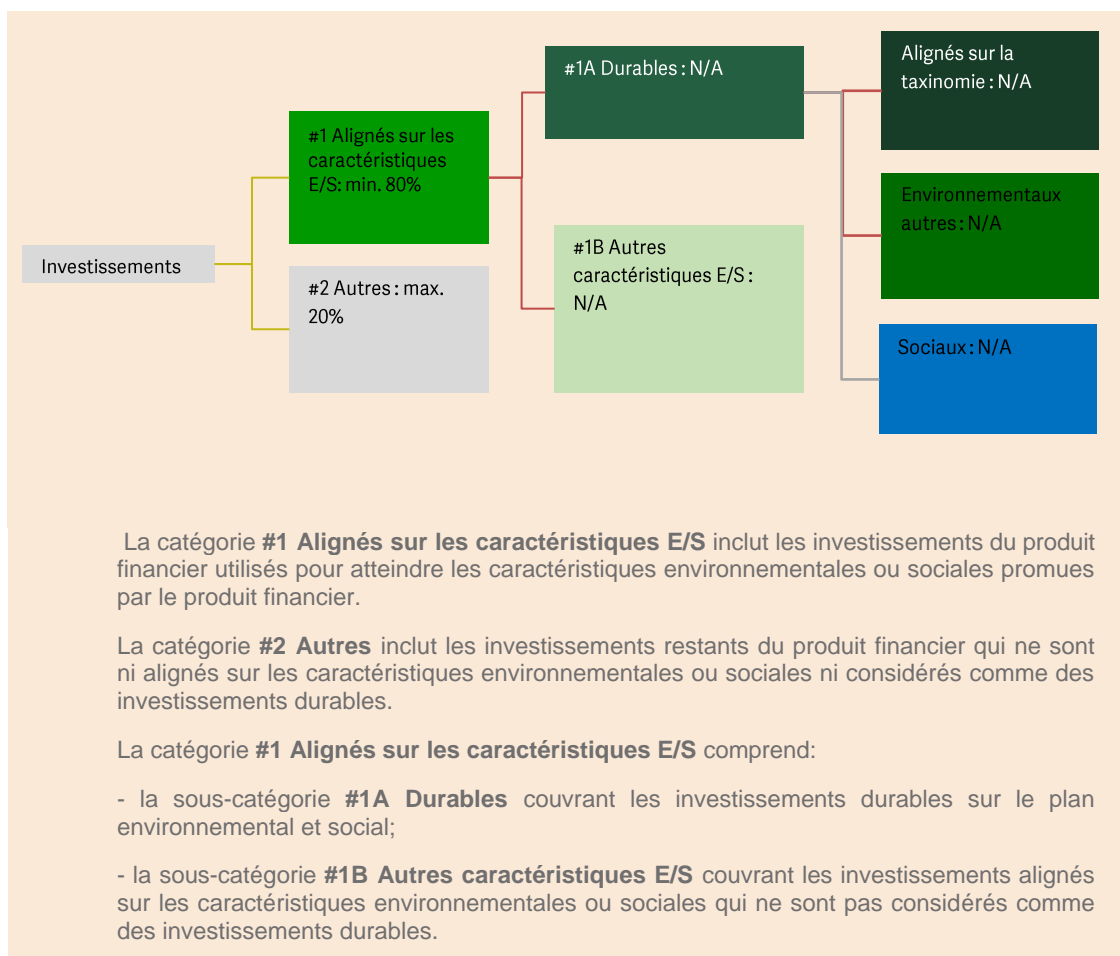 Investissements
#1 Alignés sur les
caractéristiques
E/S: min. 80%
#2 Autres : max.
20%
#1A Durables : N/A
#1B Autres
caractéristiques E/S :
N/A
Alignés sur la
taxinomie : N/A
Environnementaux
autres : N/A
Sociaux : N/A
La catégorie #1 Alignés sur les caractéristiques E/S inclut les investissements du produit
financier utilisés pour atteindre les caractéristiques environnementales ou sociales promues
par le produit financier.
La catégorie #2 Autres inclut les investissements restants du produit financier qui ne sont
ni alignés sur les caractéristiques environnementales ou sociales ni considérés comme des
investissements durables.
La catégorie #1 Alignés sur les caractéristiques E/S comprend:
- la sous-catégorie #1A Durables couvrant les investissements durables sur le plan
environnemental et social;
- la sous-catégorie #1B Autres caractéristiques E/S couvrant les investissements alignés
sur les caractéristiques environnementales ou sociales qui ne sont pas considérés comme
des investissements durables.